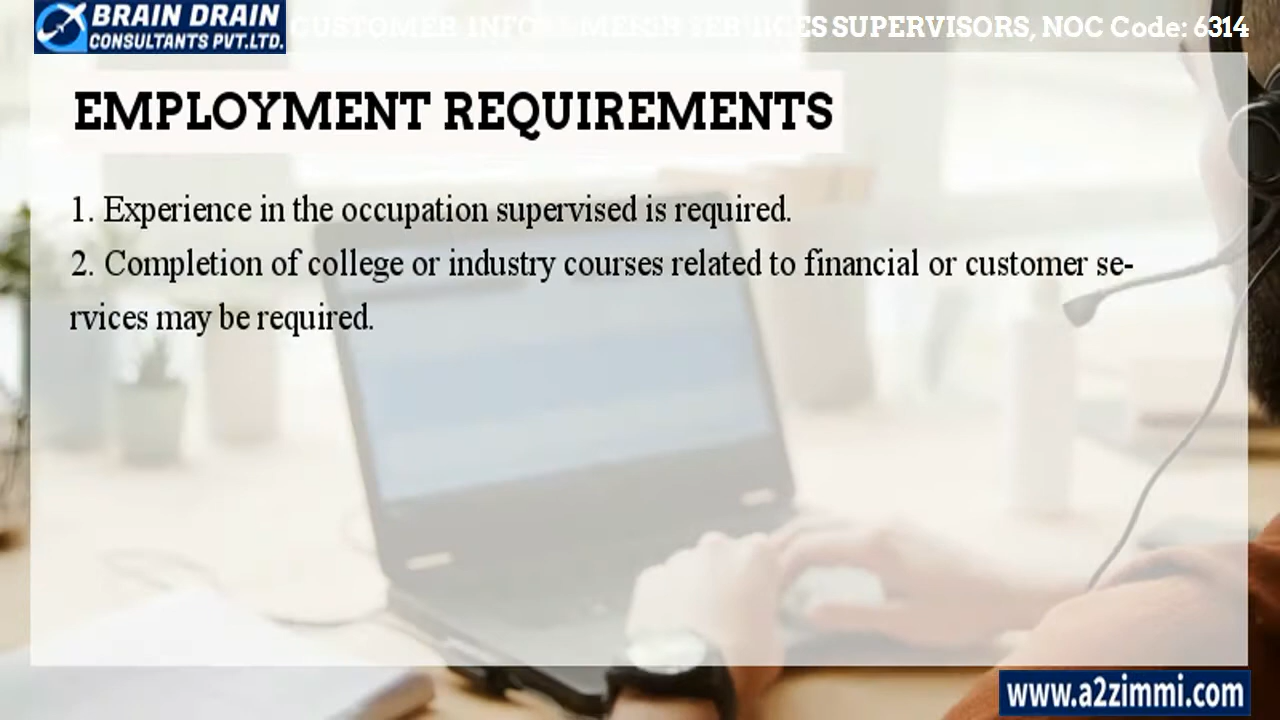 BRAIN DRAIN
CONSULTANTS PVT.LTD.
CUSTOMER SUPERVISORS, NOC Code: 6314
EMPLOYMENT REQUIREMENTS
1. Experience in the occupation supervised is required.
2. Completion of college or industry courses related to financial or customer se-
rvices may be required.
www.a2zimmi.com